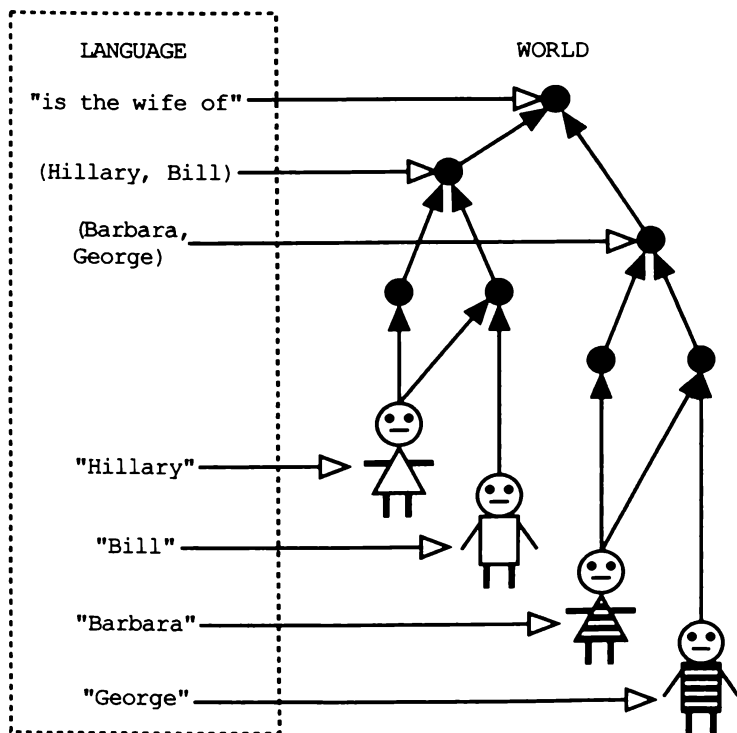 LANGUAGE
WORLD
"is the wife of"
(Hillary, Bill)
(Barbara,
George)
"Hillary"
"Bill"
"Barbara"
"George"